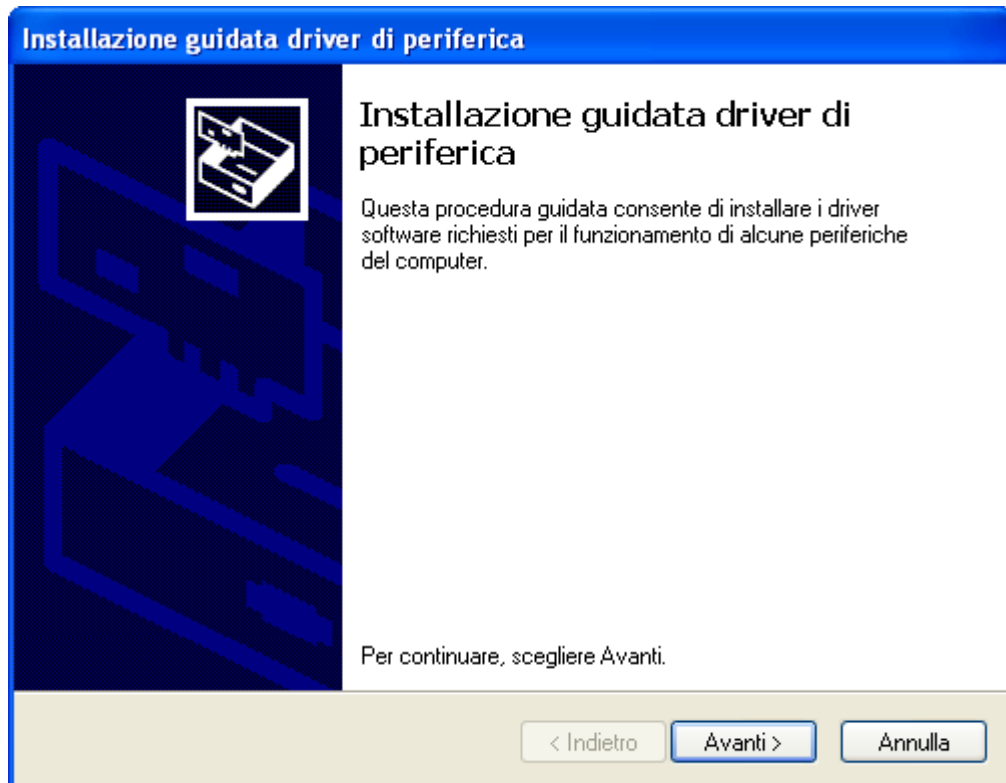 Installazione guidata driver di periferica
Installazione guidata driver di
periferica
Questa procedura guidata consente di installare i driver
software richiesti per il funzionamento di alcune periferiche
del computer.
Per continuare, scegliere Avanti.
< Indietro
Avanti >
Annulla